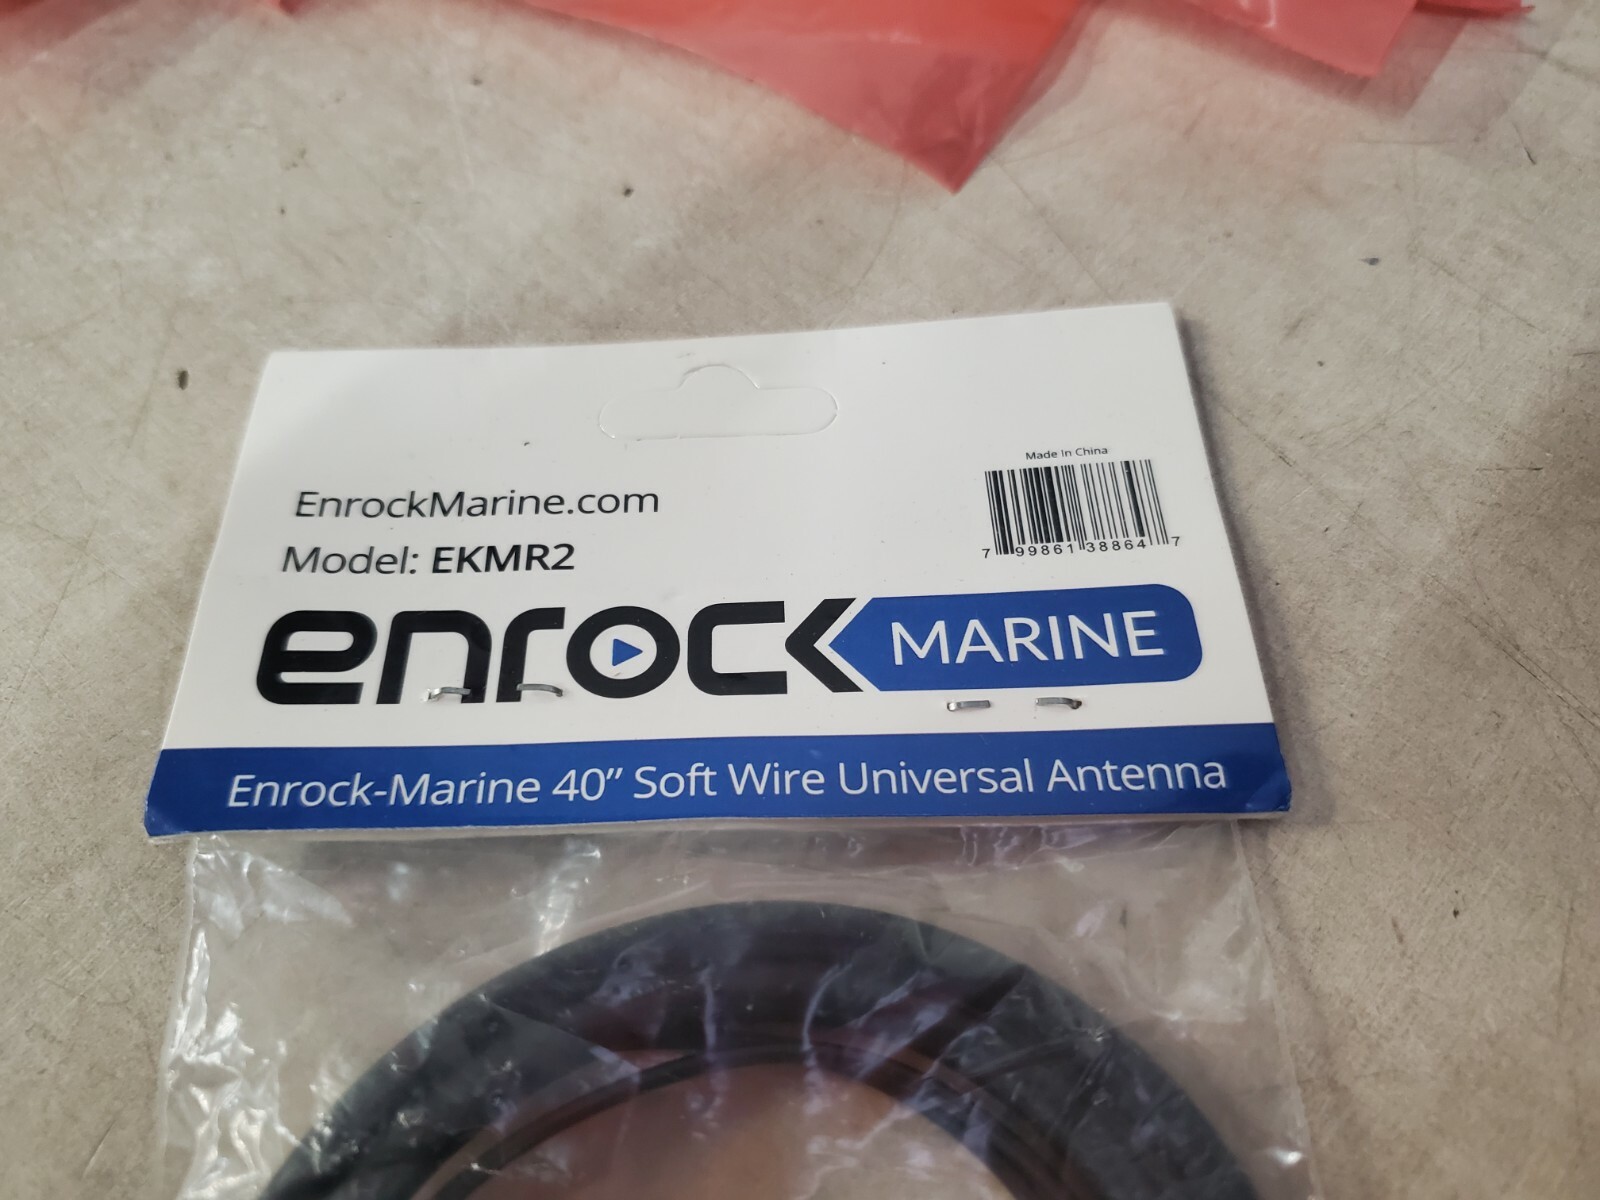 Made In China
EnrockMarine.com
7 99861 38864 7
Model: EKMR2
enrock MARINE
Enrock-Marine 40” Soft Wire Universal Antenna